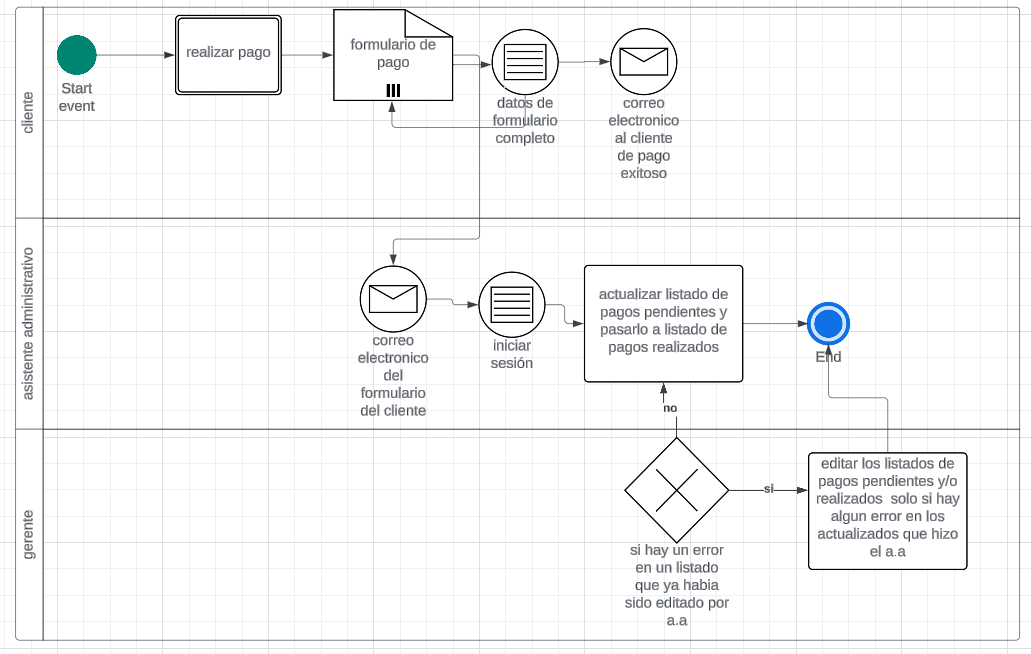 cliente
Start
event
realizar pago
formulario de
pago
datos de
formulario
completo
correo
electronico
al cliente
de pago
exitoso
asistente administrativo
correo
electronico
del
formulario
del cliente
iniciar
sesión
actualizar listado de
pagos pendientes y
pasarlo a listado de
pagos realizados
End
no
gerente
si hay un error
en un listado
que ya habia
sido editado por
a.a
si
editar los listados de
pagos pendientes y/o
realizados solo si hay
algun error en los
actualizados que hizo
el a.a